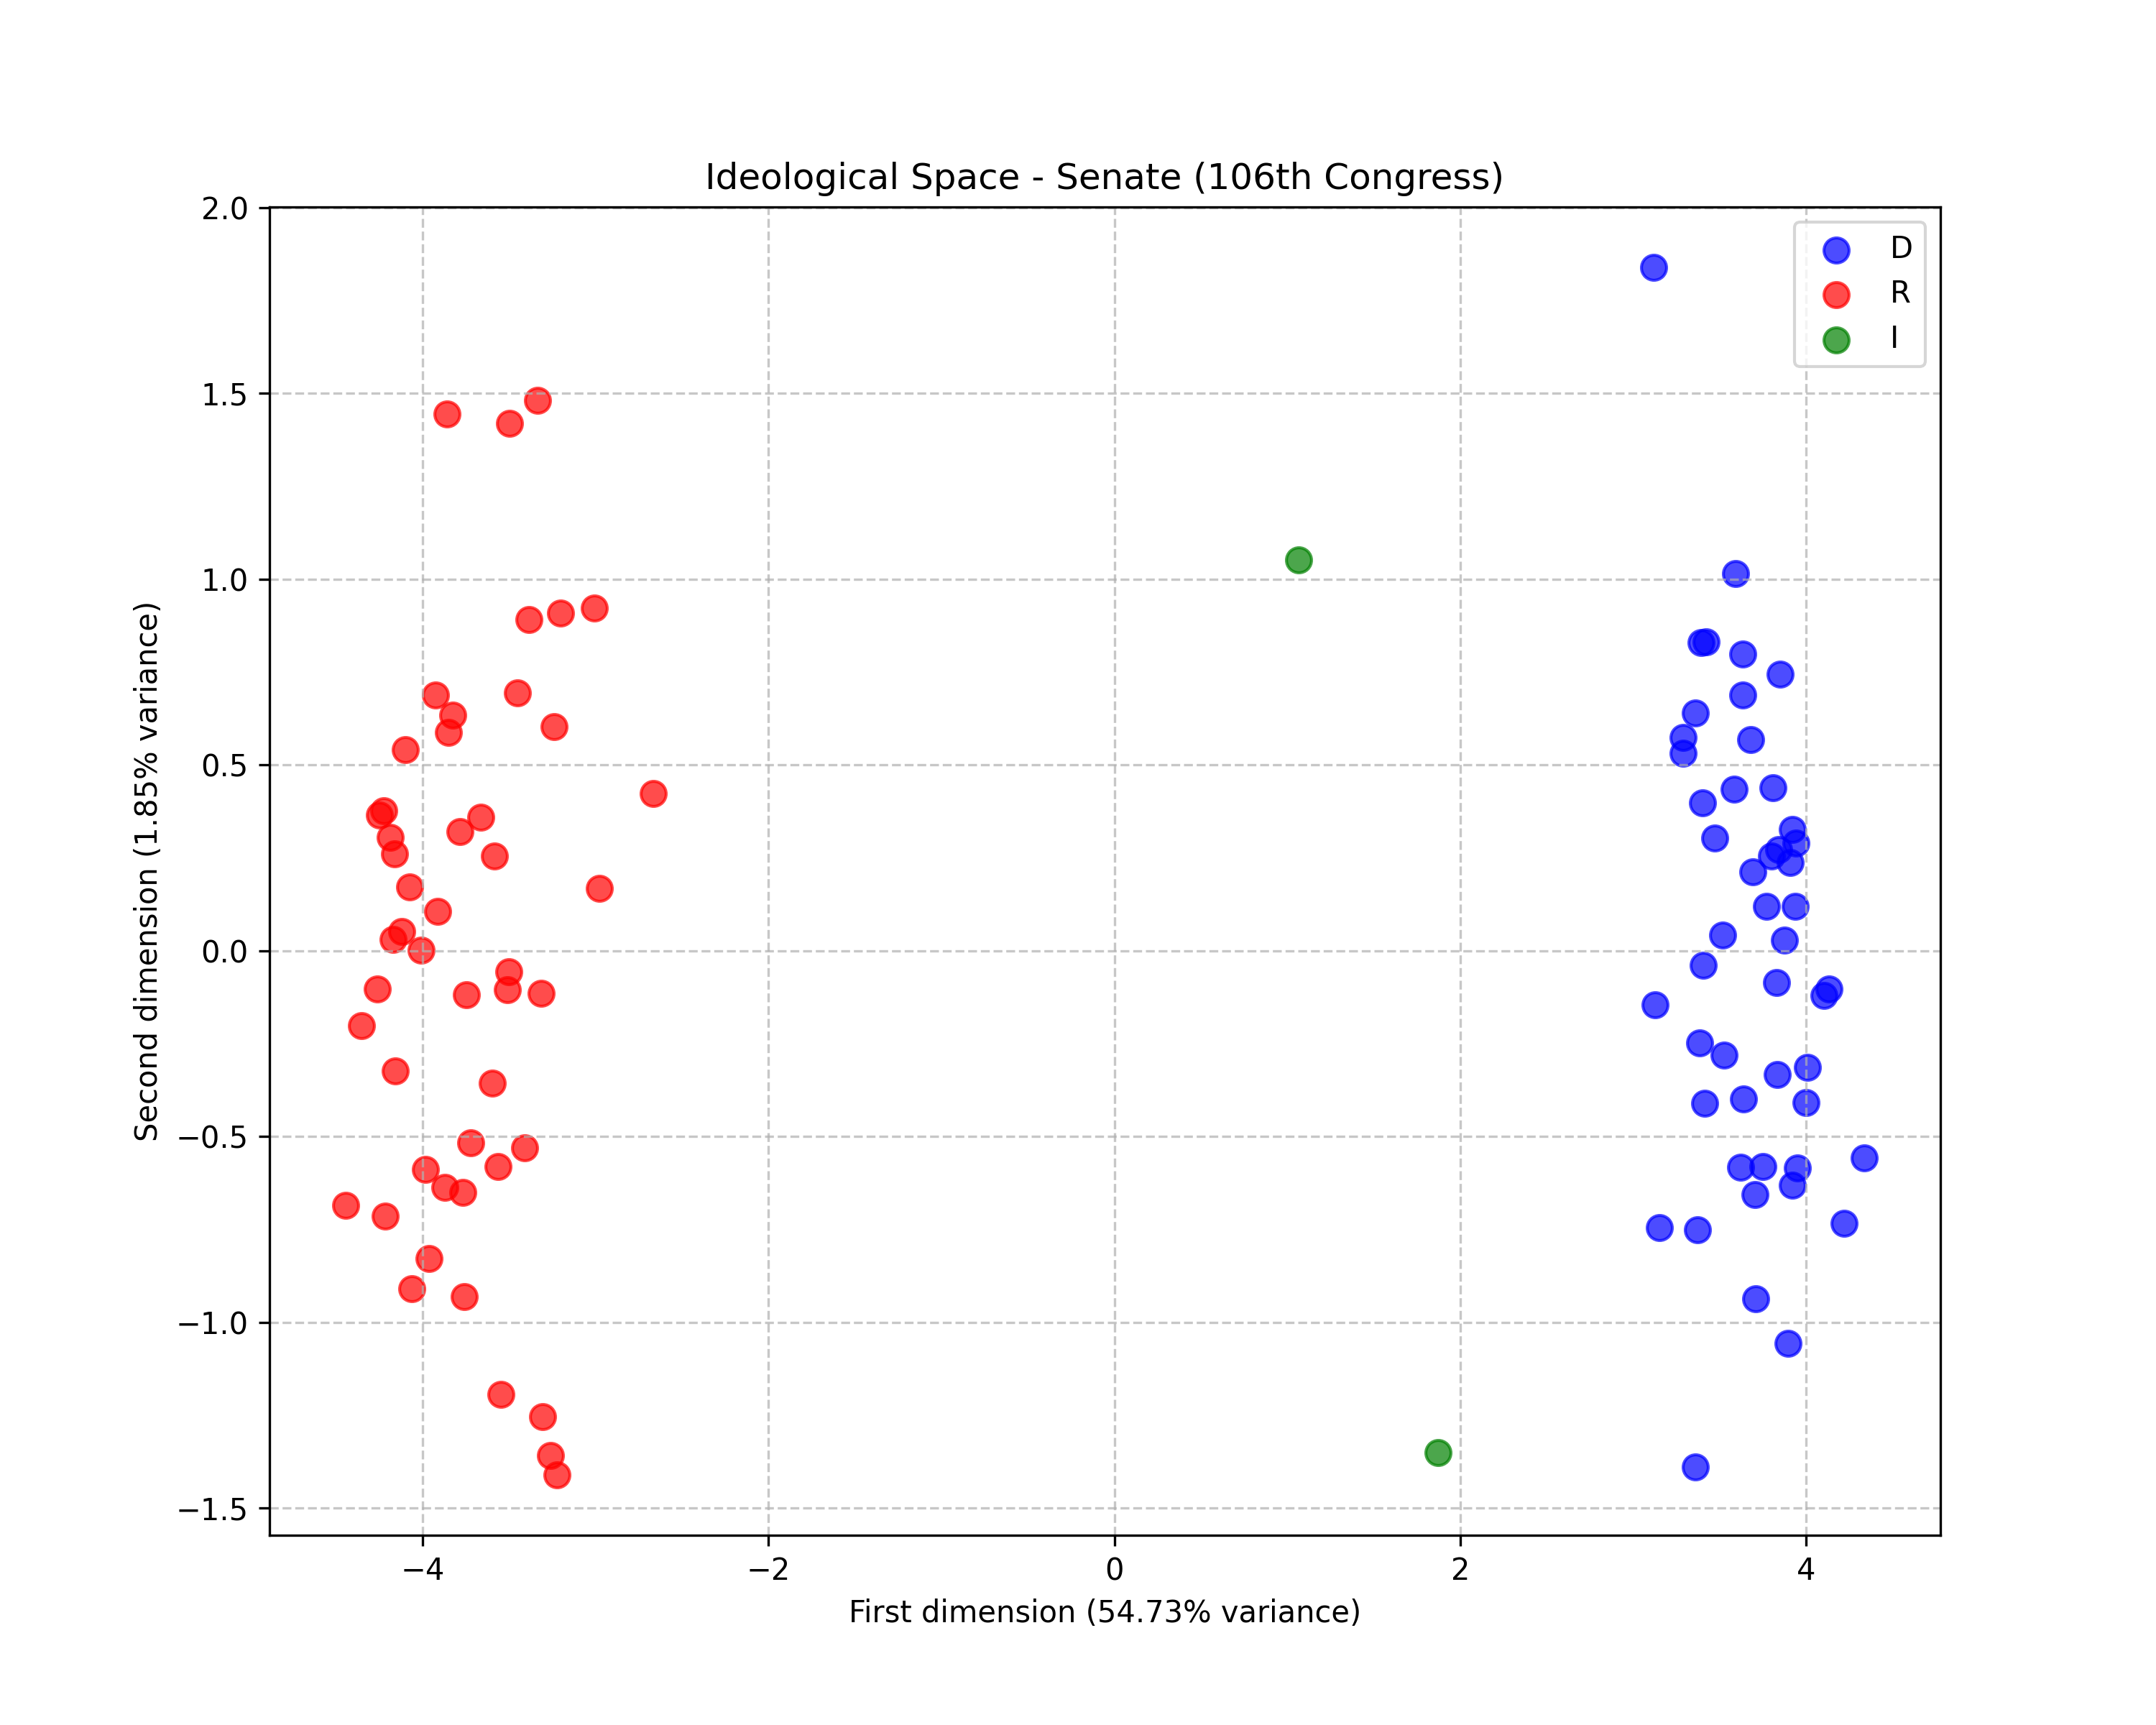 Ideological Space - Senate (106th Congress)
D
R
I
2.0
1.5
1.0
0.5
0.0
−0.5
−1.0
−1.5
Second dimension (1.85% variance)
−4
−2
0
2
4
First dimension (54.73% variance)